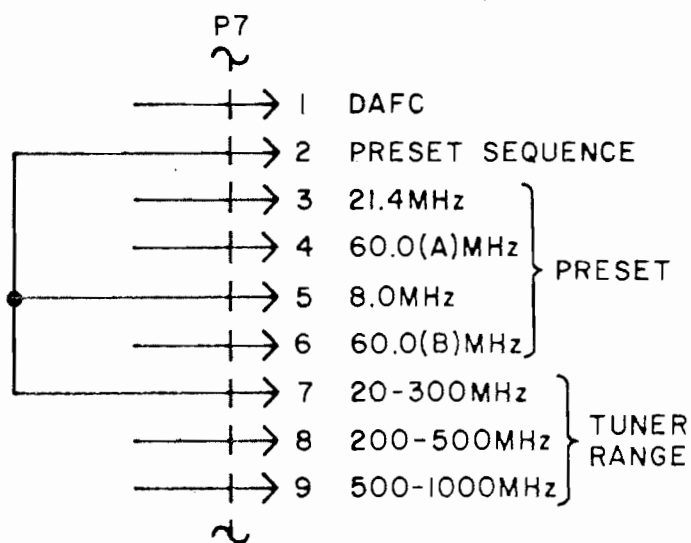 P7
1 DAFC
2 PRESET SEQUENCE
3 21.4MHz
4 60.0(A)MHz
5 8.0MHz
6 60.0(B)MHz
PRESET
7 20-300MHz
8 200-500MHz
9 500-1000MHz
TUNER
RANGE